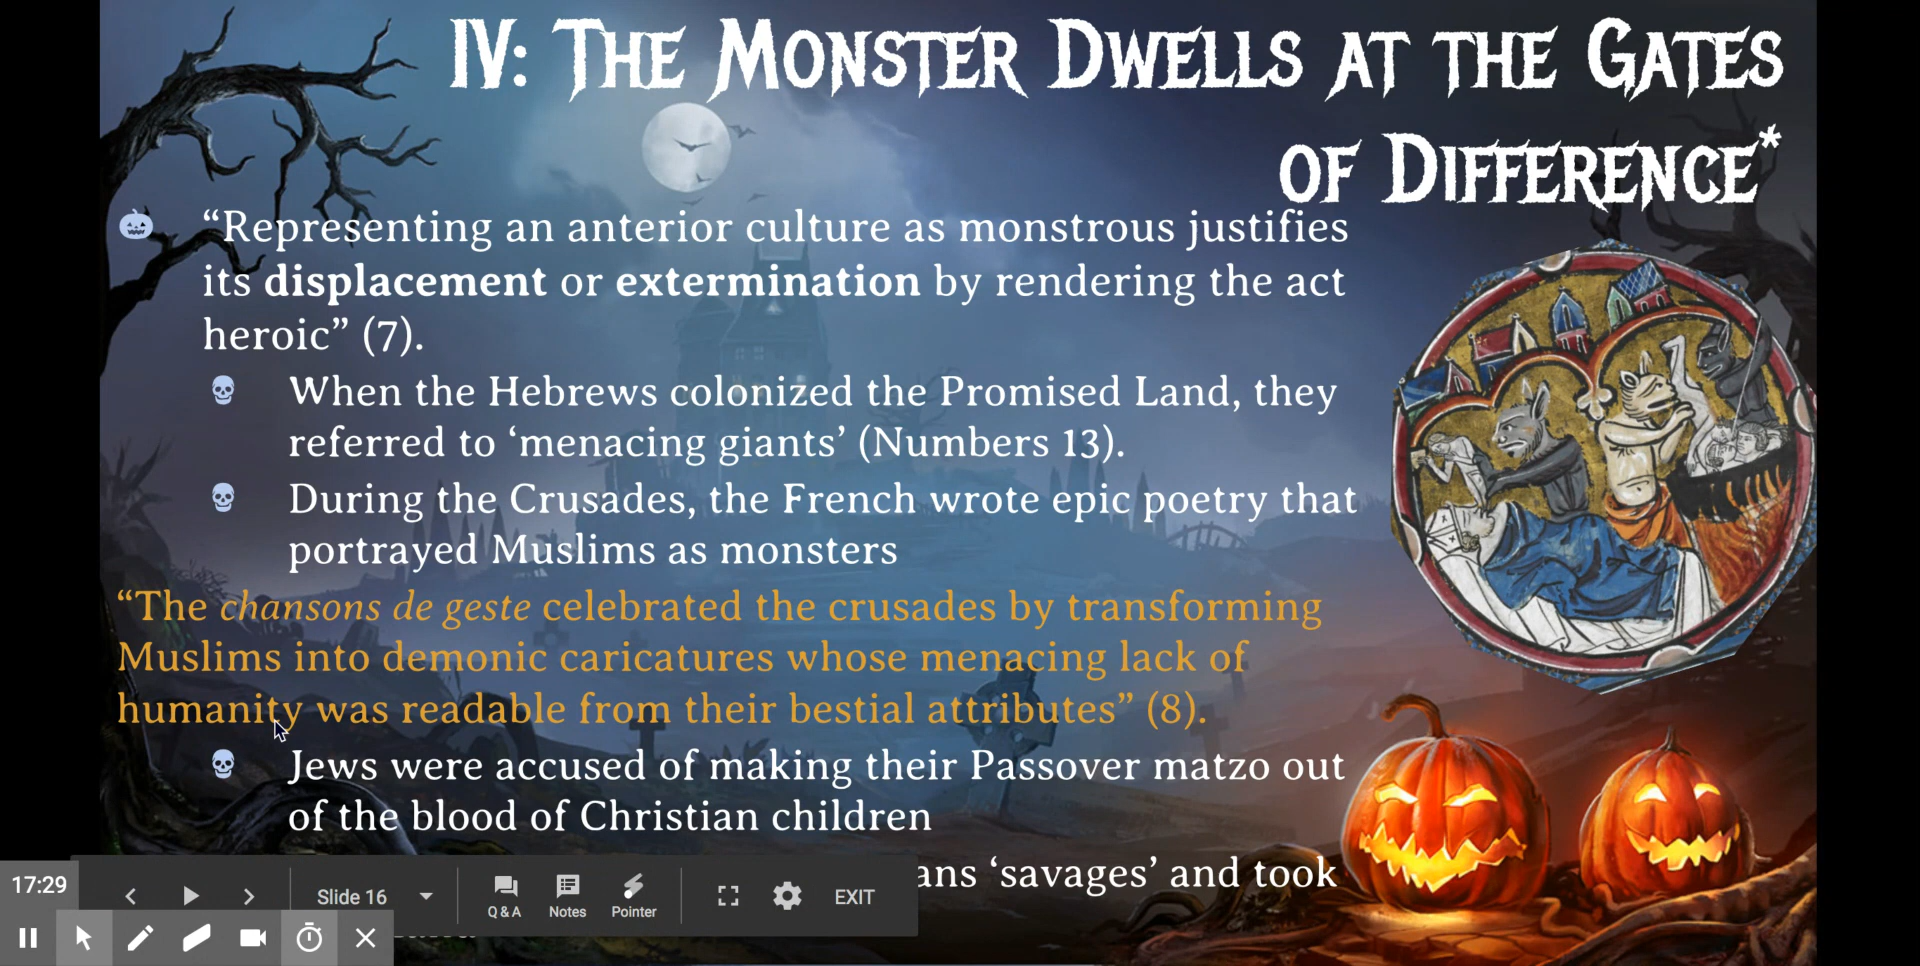 IV: The Monster Dwells at the Gates
of Difference*
“Representing an anterior culture as monstrous justifies
its displacement or extermination by rendering the act
heroic” (7).
When the Hebrews colonized the Promised Land, they
referred to ‘menacing giants’ (Numbers 13).
During the Crusades, the French wrote epic poetry that
portrayed Muslims as monsters
“The chansons de geste celebrated the crusades by transforming
Muslims into demonic caricatures whose menacing lack of
humanity was readable from their bestial attributes” (8).
Jews were accused of making their Passover matzo out
of the blood of Christian children
‘savages’ and took
17:29
Slide 16
Q & A
Notes
Pointer
EXIT